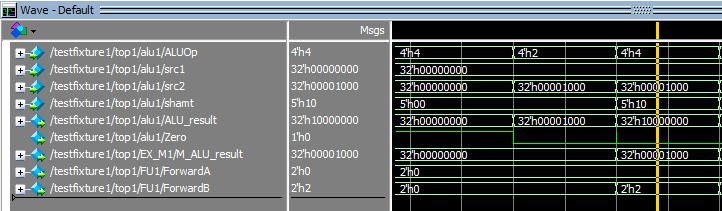 Wave - Default
Msgs
/testfixture1/top1/alu1/ALUOp 4'h4 4'h4 4'h2 4'h4
/testfixture1/top1/alu1/src1 32'h00000000 32'h00000000
/testfixture1/top1/alu1/src2 32'h00001000 32'h00000000 32'h00001000 32'h00001000
/testfixture1/top1/alu1/shamt 5'h10 5'h00 5'h10
/testfixture1/top1/alu1/ALU_result 32'h10000000 32'h00000000 32'h00001000 32'h10000000
/testfixture1/top1/alu1/Zero 1'h0
/testfixture1/top1/EX_M1/M_ALU_result 32'h00001000 32'h00000000 32'h00001000
/testfixture1/top1/FU1/ForwardA 2'h0 2'h0
/testfixture1/top1/FU1/ForwardB 2'h2 2'h0 2'h2